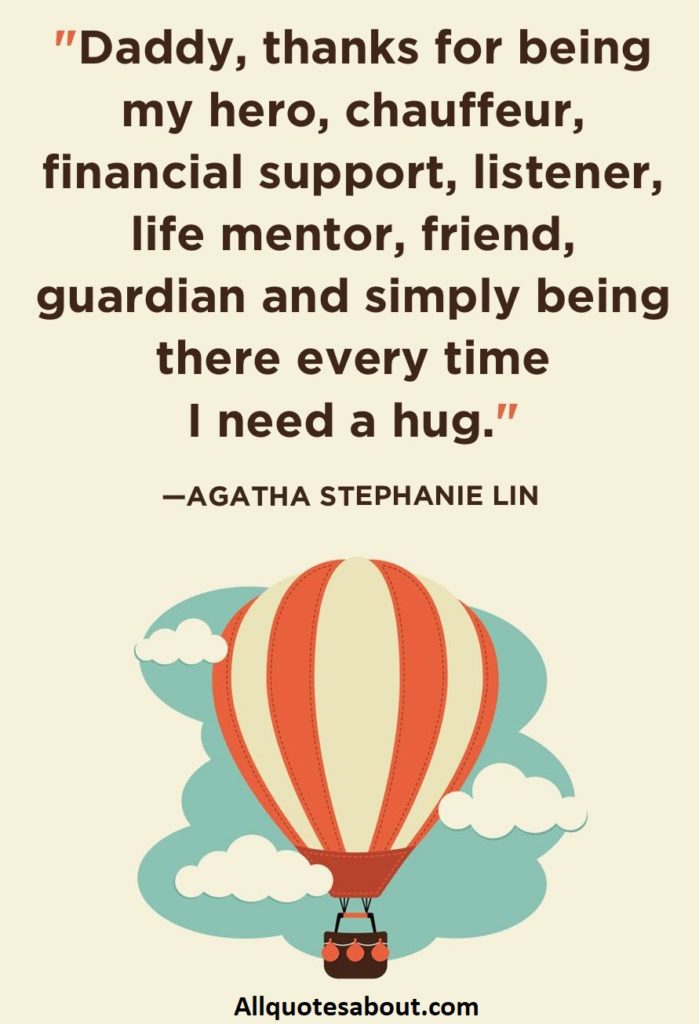 "Daddy, thanks for being
my hero, chauffeur,
financial support, listener,
life mentor, friend,
guardian and simply being
there every time
I need a hug."
—AGATHA STEPHANIE LIN
Allquotesabout.com